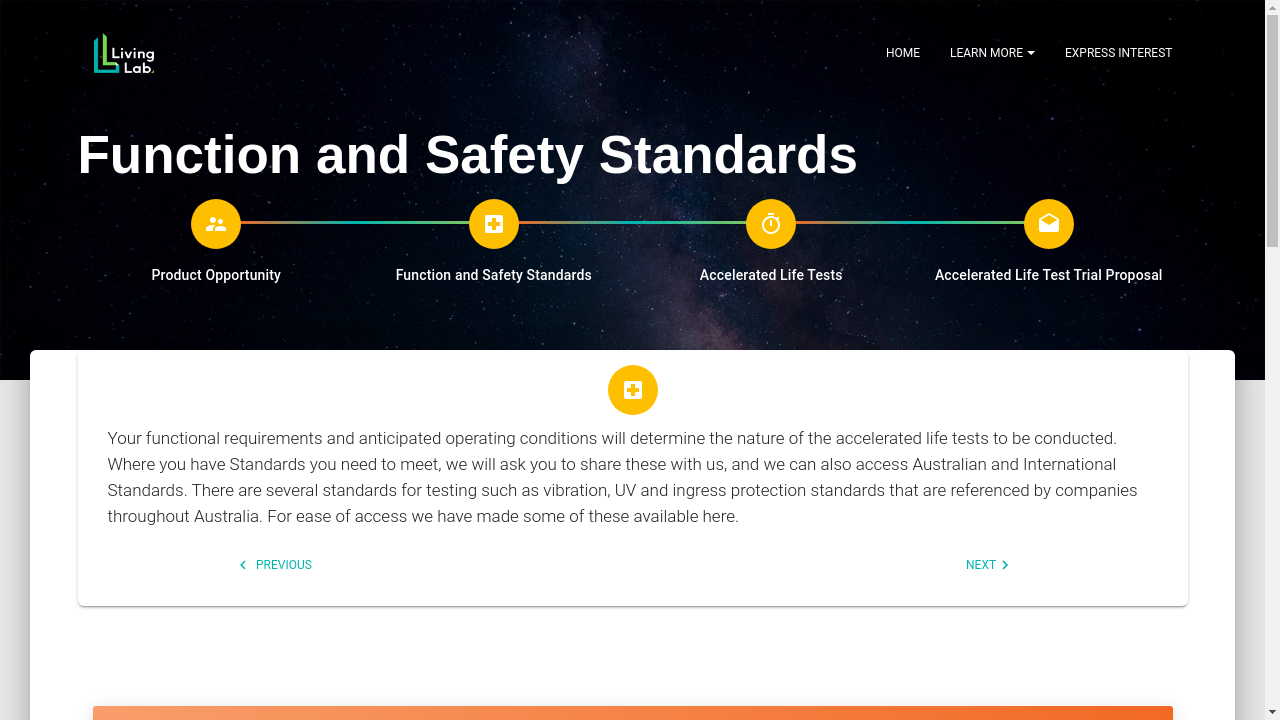 Living
Lab.
HOME
LEARN MORE
EXPRESS INTEREST
Function and Safety Standards
Product Opportunity
Function and Safety Standards
Accelerated Life Tests
Accelerated Life Test Trial Proposal
Your functional requirements and anticipated operating conditions will determine the nature of the accelerated life tests to be conducted.
Where you have Standards you need to meet, we will ask you to share these with us, and we can also access Australian and International
Standards. There are several standards for testing such as vibration, UV and ingress protection standards that are referenced by companies
throughout Australia. For ease of access we have made some of these available here.
PREVIOUS
NEXT